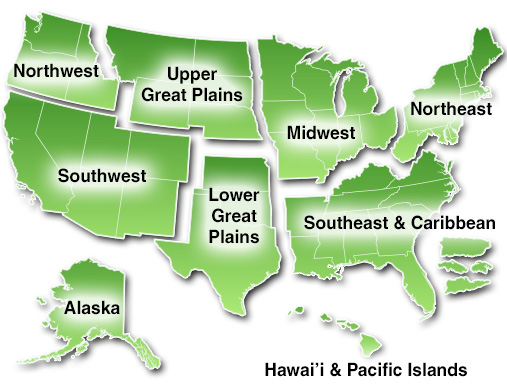 Northwest
Upper
Great Plains
Midwest
Northeast
Southwest
Lower
Great
Plains
Southeast & Caribbean
Alaska
Hawai’i & Pacific Islands